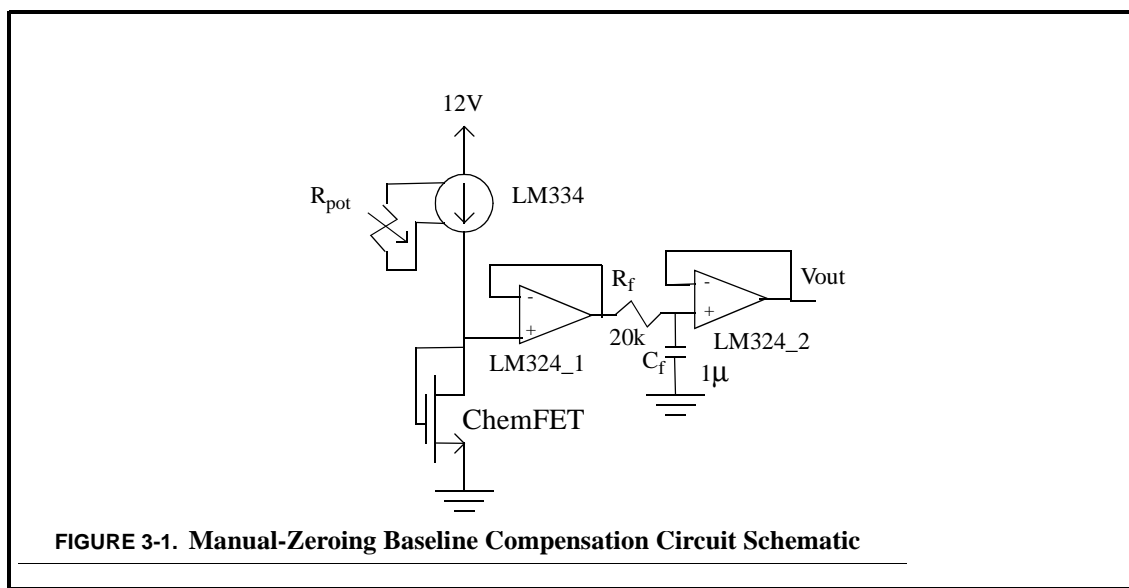 12V
R_pot
LM334
-
+
LM324_1
R_f
20k
C_f
1μ
-
+
LM324_2
Vout
ChemFET
FIGURE 3-1. Manual-Zeroing Baseline Compensation Circuit Schematic